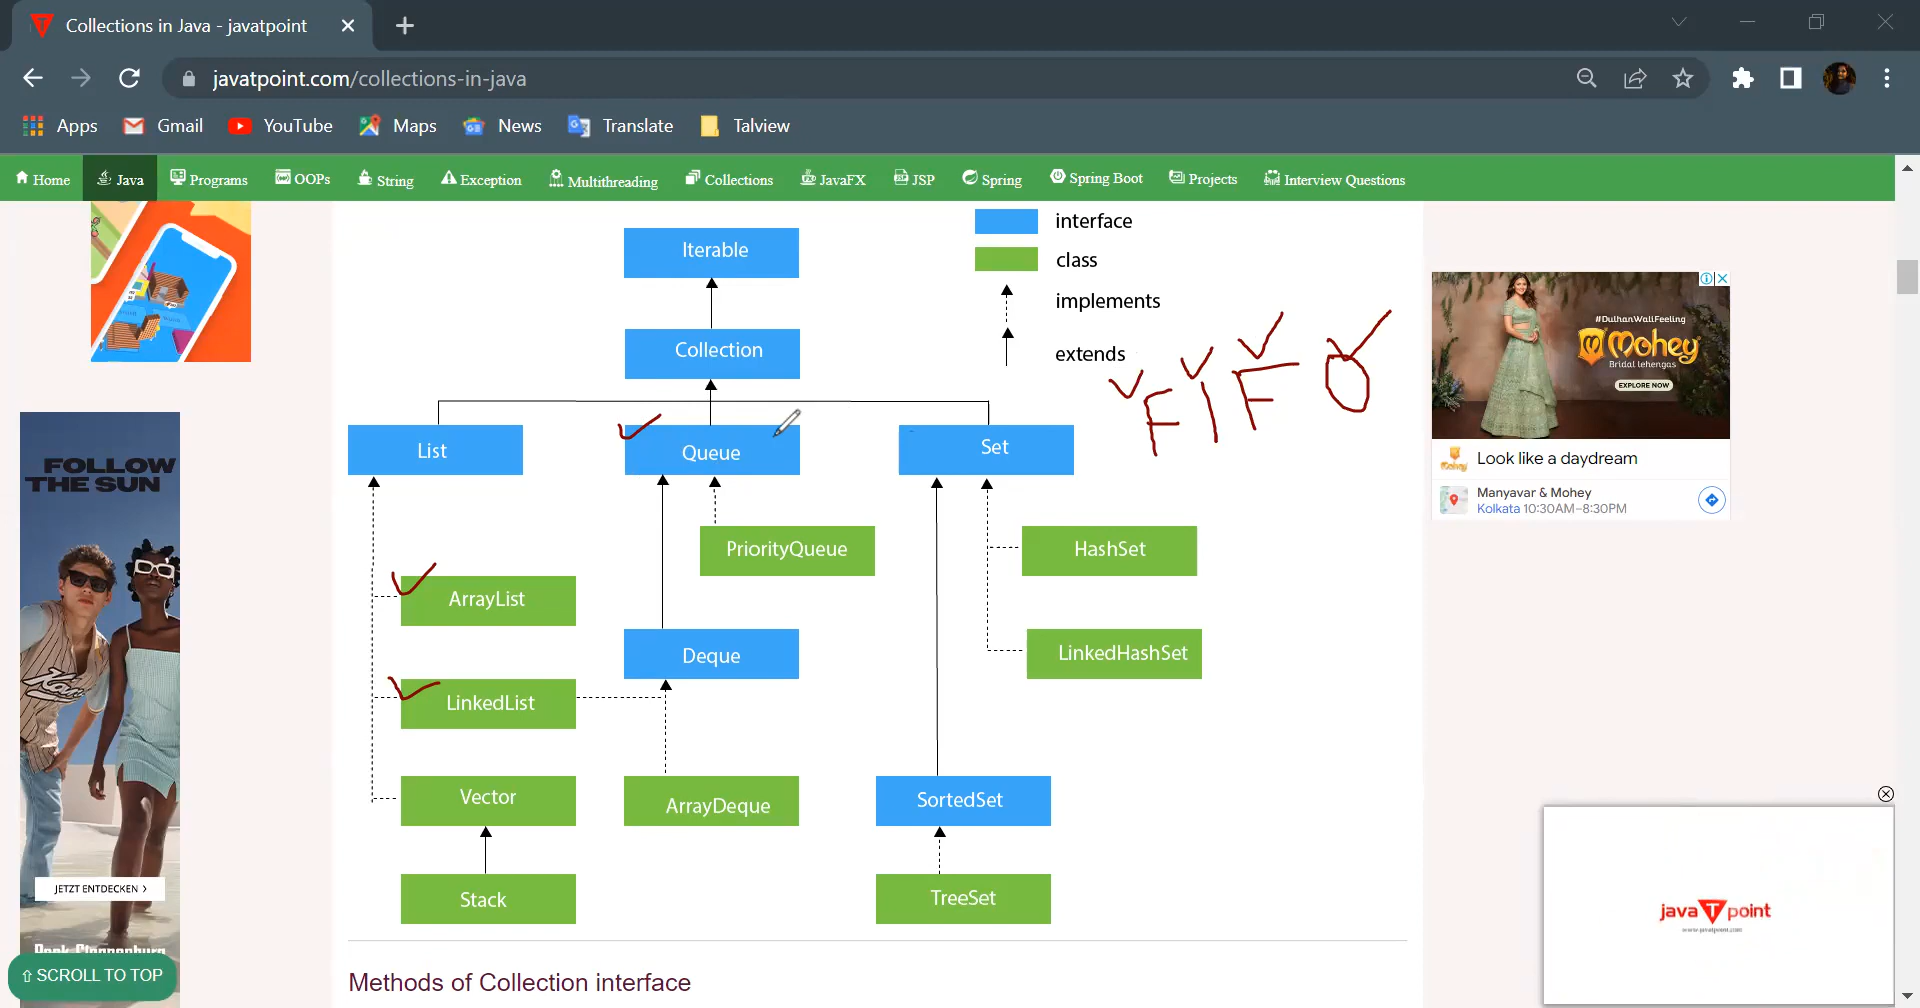 Collections in Java - javatpoint
javatpoint.com/collections-in-java
Apps Gmail YouTube Maps News Translate Talview
Home Java Programs OOPs String Exception Multithreading Collections JavaFX JSP Spring Spring Boot Projects Interview Questions
interface
class
implements
extends
FIFO
Iterable
Collection
List Queue Set
PriorityQueue HashSet
ArrayList
Deque LinkedHashSet
LinkedList
Vector ArrayDeque SortedSet
Stack TreeSet
Methods of Collection interface
FOLLOW
THE SUN
JETZT ENTDECKEN >
SCROLL TO TOP
#DulhanWaliFeeling
Mohey
Bridal lehengas
EXPLORE NOW
Look like a daydream
Manyavar & Mohey
Kolkata 10:30AM–8:30PM
javaTpoint
www.javatpoint.com